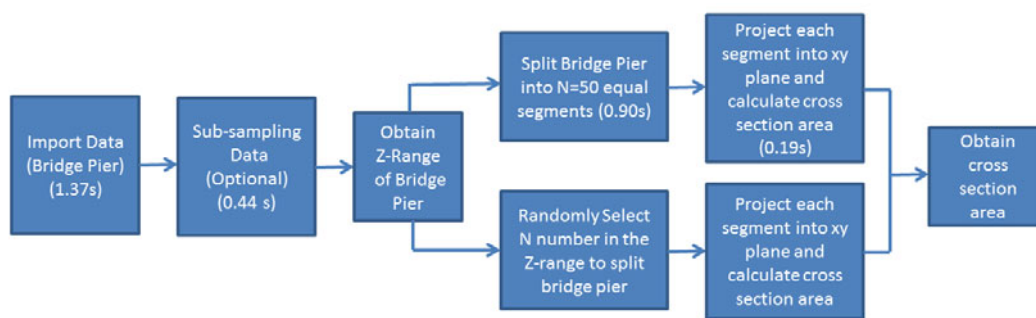 Import Data
(Bridge Pier)
(1.37s)
Sub-sampling
Data
(Optional)
(0.44 s)
Obtain
Z-Range
of Bridge
Pier
Split Bridge Pier
into N=50 equal
segments (0.90s)
Project each
segment into xy
plane and
calculate cross
section area
(0.19s)
Randomly Select
N number in the
Z-range to split
bridge pier
Project each
segment into xy
plane and
calculate cross
section area
Obtain
cross
section
area